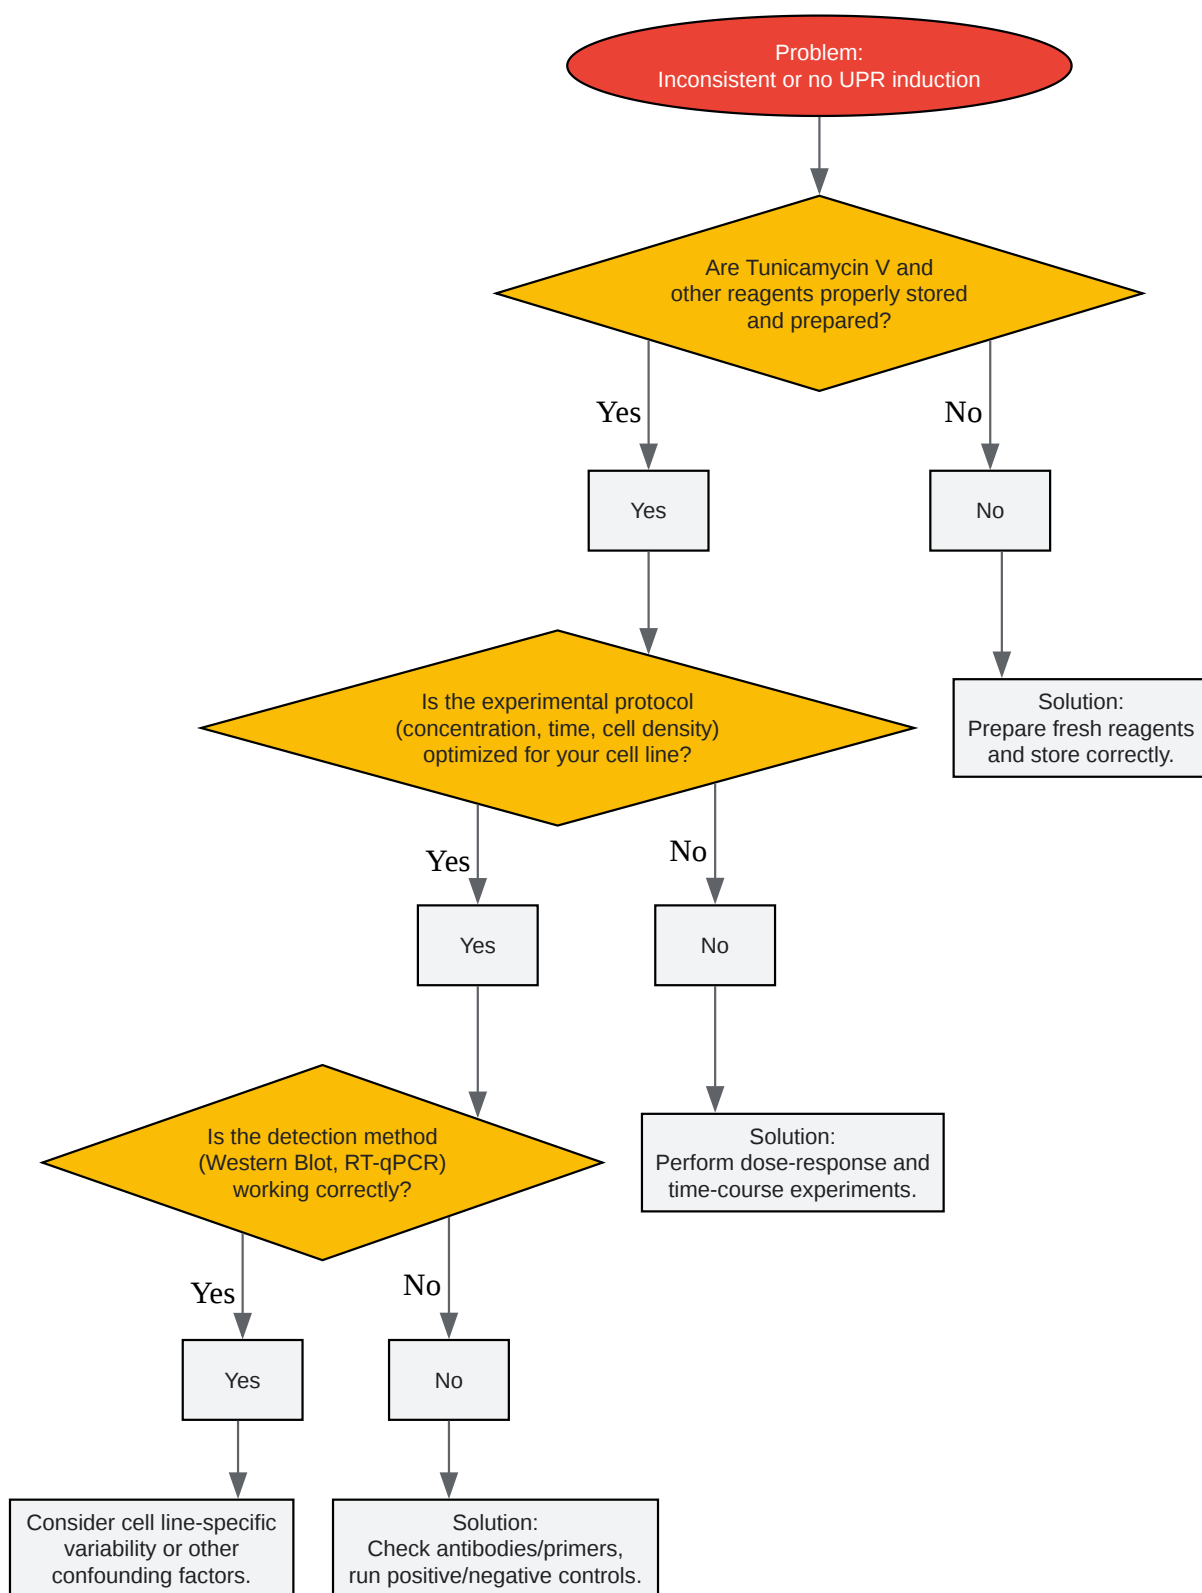 Problem:
Inconsistent or no UPR induction
Are Tunicamycin V and
other reagents properly stored
and prepared?
Yes
No
Yes
No
Is the experimental protocol
(concentration, time, cell density)
optimized for your cell line?
Solution:
Prepare fresh reagents
and store correctly.
Yes
No
Yes
No
Is the detection method
(Western Blot, RT-qPCR)
working correctly?
Solution:
Perform dose-response and
time-course experiments.
Yes
No
Yes
No
Consider cell line-specific
variability or other
confounding factors.
Solution:
Check antibodies/primers,
run positive/negative controls.